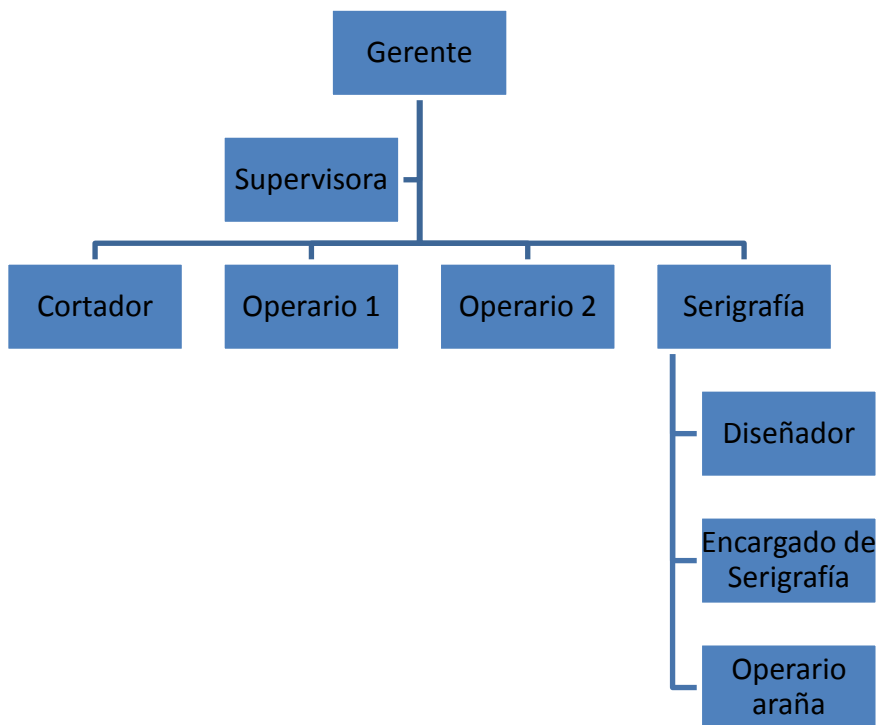 Gerente
Supervisora
Cortador
Operario 1
Operario 2
Serigrafía
Diseñador
Encargado de
Serigrafía
Operario
araña